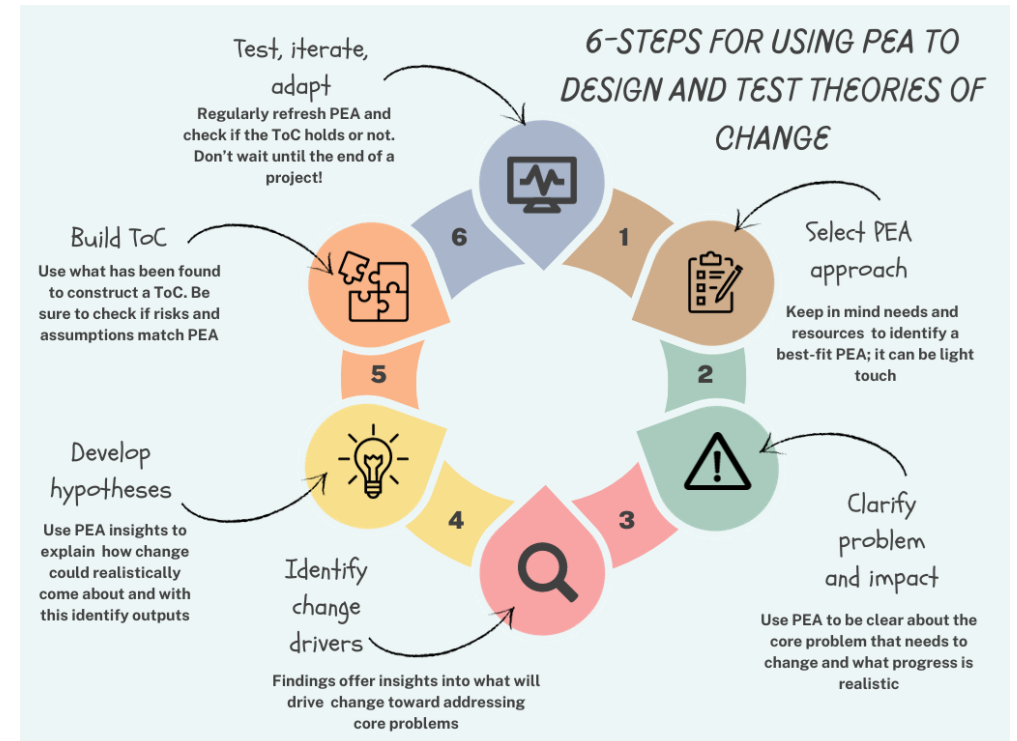 6-STEPS FOR USING PEA TO
DESIGN AND TEST THEORIES OF
CHANGE
1
Select PEA
approach
Keep in mind needs and
resources to identify a
best-fit PEA; it can be light
touch
2
Clarify
problem
and impact
Use PEA to be clear about the
core problem that needs to
change and what progress is
realistic
3
Identify
change
drivers
Findings offer insights into what will
drive change toward addressing
core problems
4
Develop
hypotheses
Use PEA insights to
explain how change
could realistically
come about and with
this identify outputs
5
Build ToC
Use what has been found
to construct a ToC. Be
sure to check if risks and
assumptions match PEA
6
Test, iterate,
adapt
Regularly refresh PEA and
check if the ToC holds or not.
Don't wait until the end of a
project!